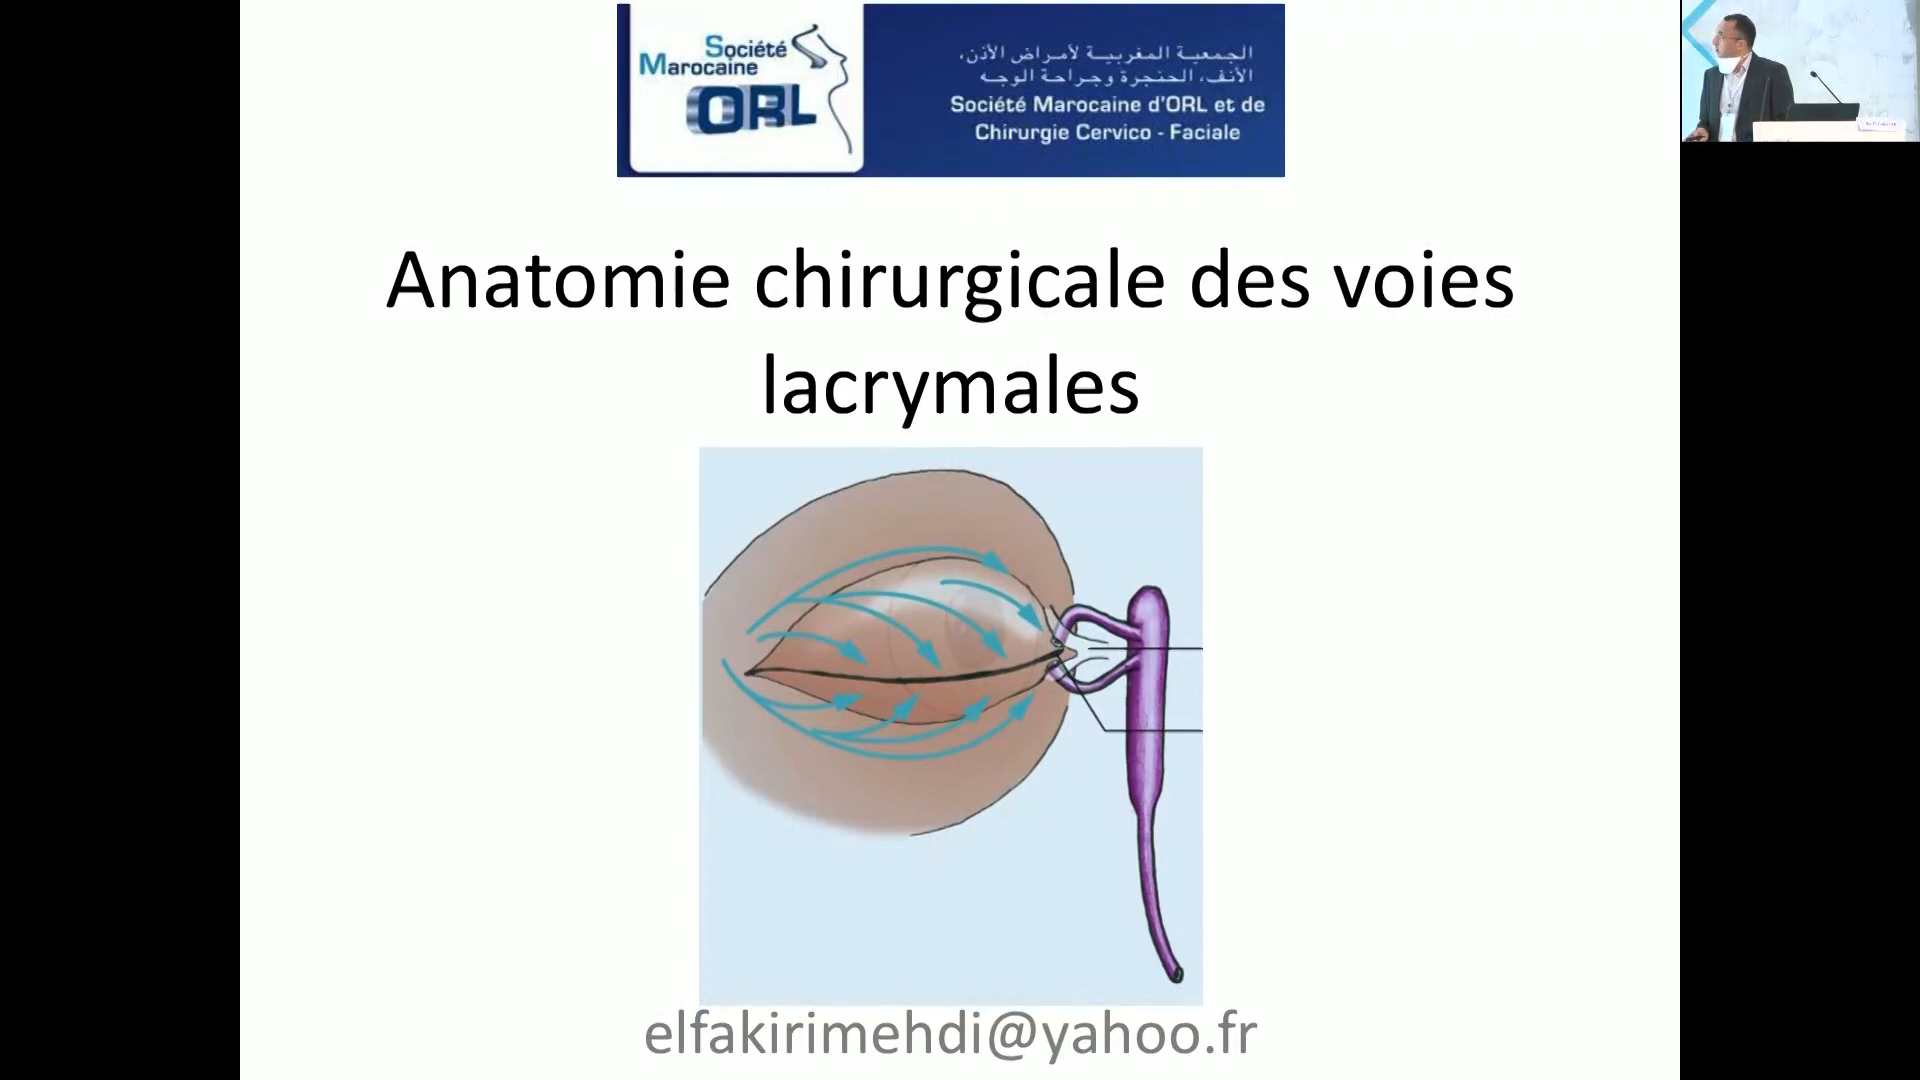 Société
Marocaine
ORL
الجمعية المغربية لأمراض الأذن،
الأنف، الحنجرة وجراحة الوجه
Société Marocaine d'ORL et de
Chirurgie Cervico - Faciale
Anatomie chirurgicale des voies
lacrymales
elfakirimehdi@yahoo.fr